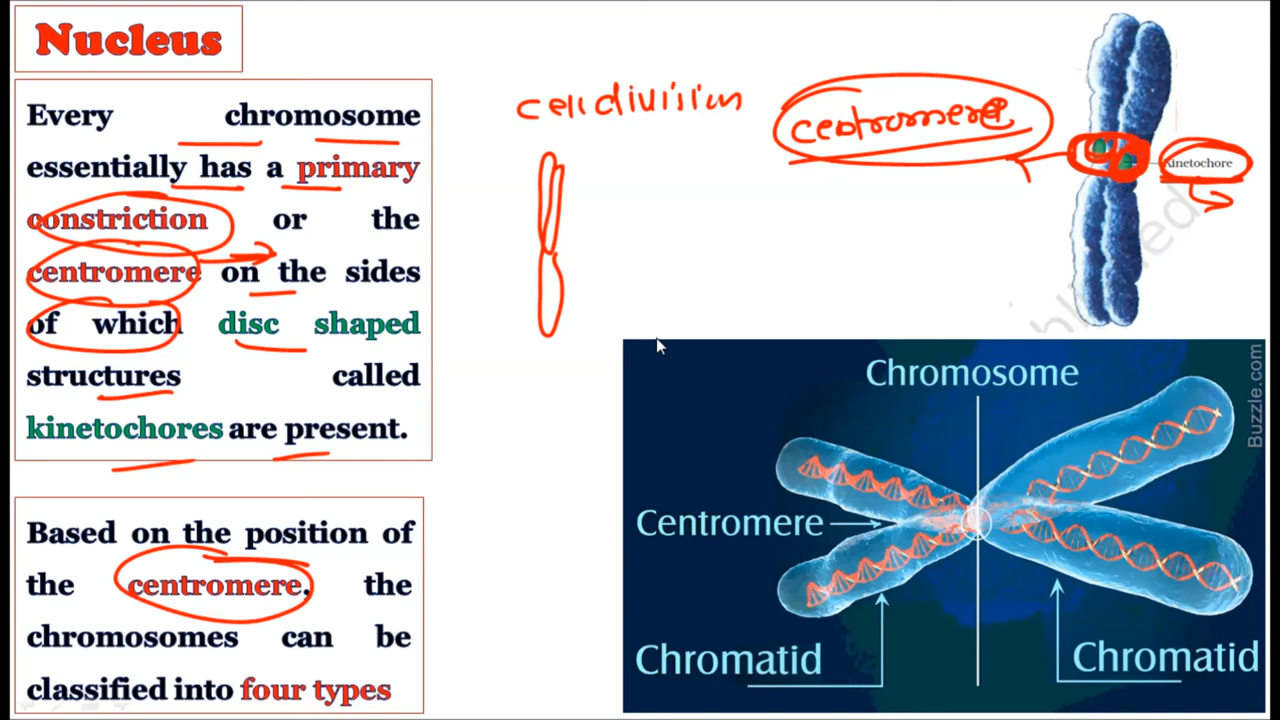 Nucleus
Every chromosome
essentially has a primary
constriction or the
centromere on the sides
of which disc shaped
structures called
kinetochores are present.
Based on the position of
the centromere, the
chromosomes can be
classified into four types
cell division
centromere
Kinetochore
Chromosome
Centromere
Chromatid
Chromatid
Buzzle.com